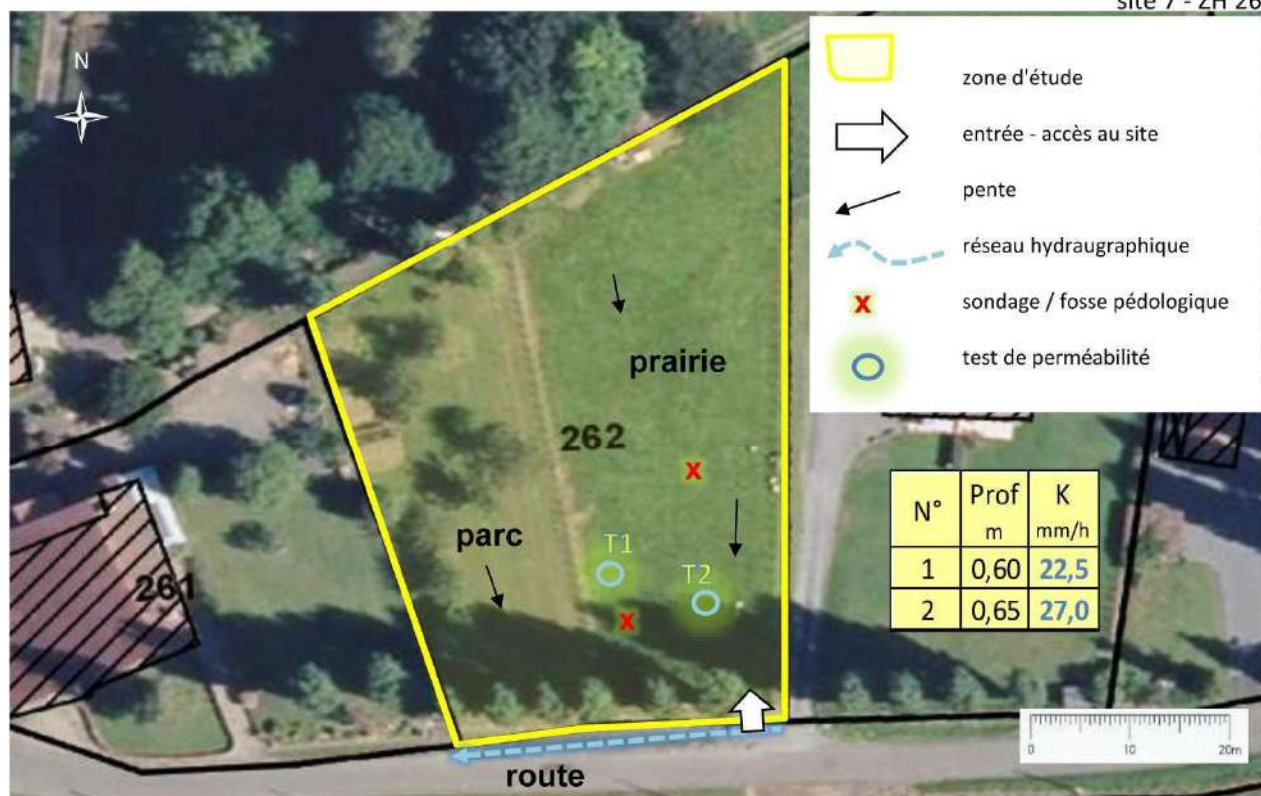 site 7 - ZH 26
N
zone d'étude
entrée - accès au site
pente
réseau hydraugraphique
sondage / fosse pédologique
test de perméabilité
x
x
prairie
262
x
parc
T1
T2
x
261
route
N° Prof m K mm/h
1 0,60 22,5
2 0,65 27,0
0 10 20m